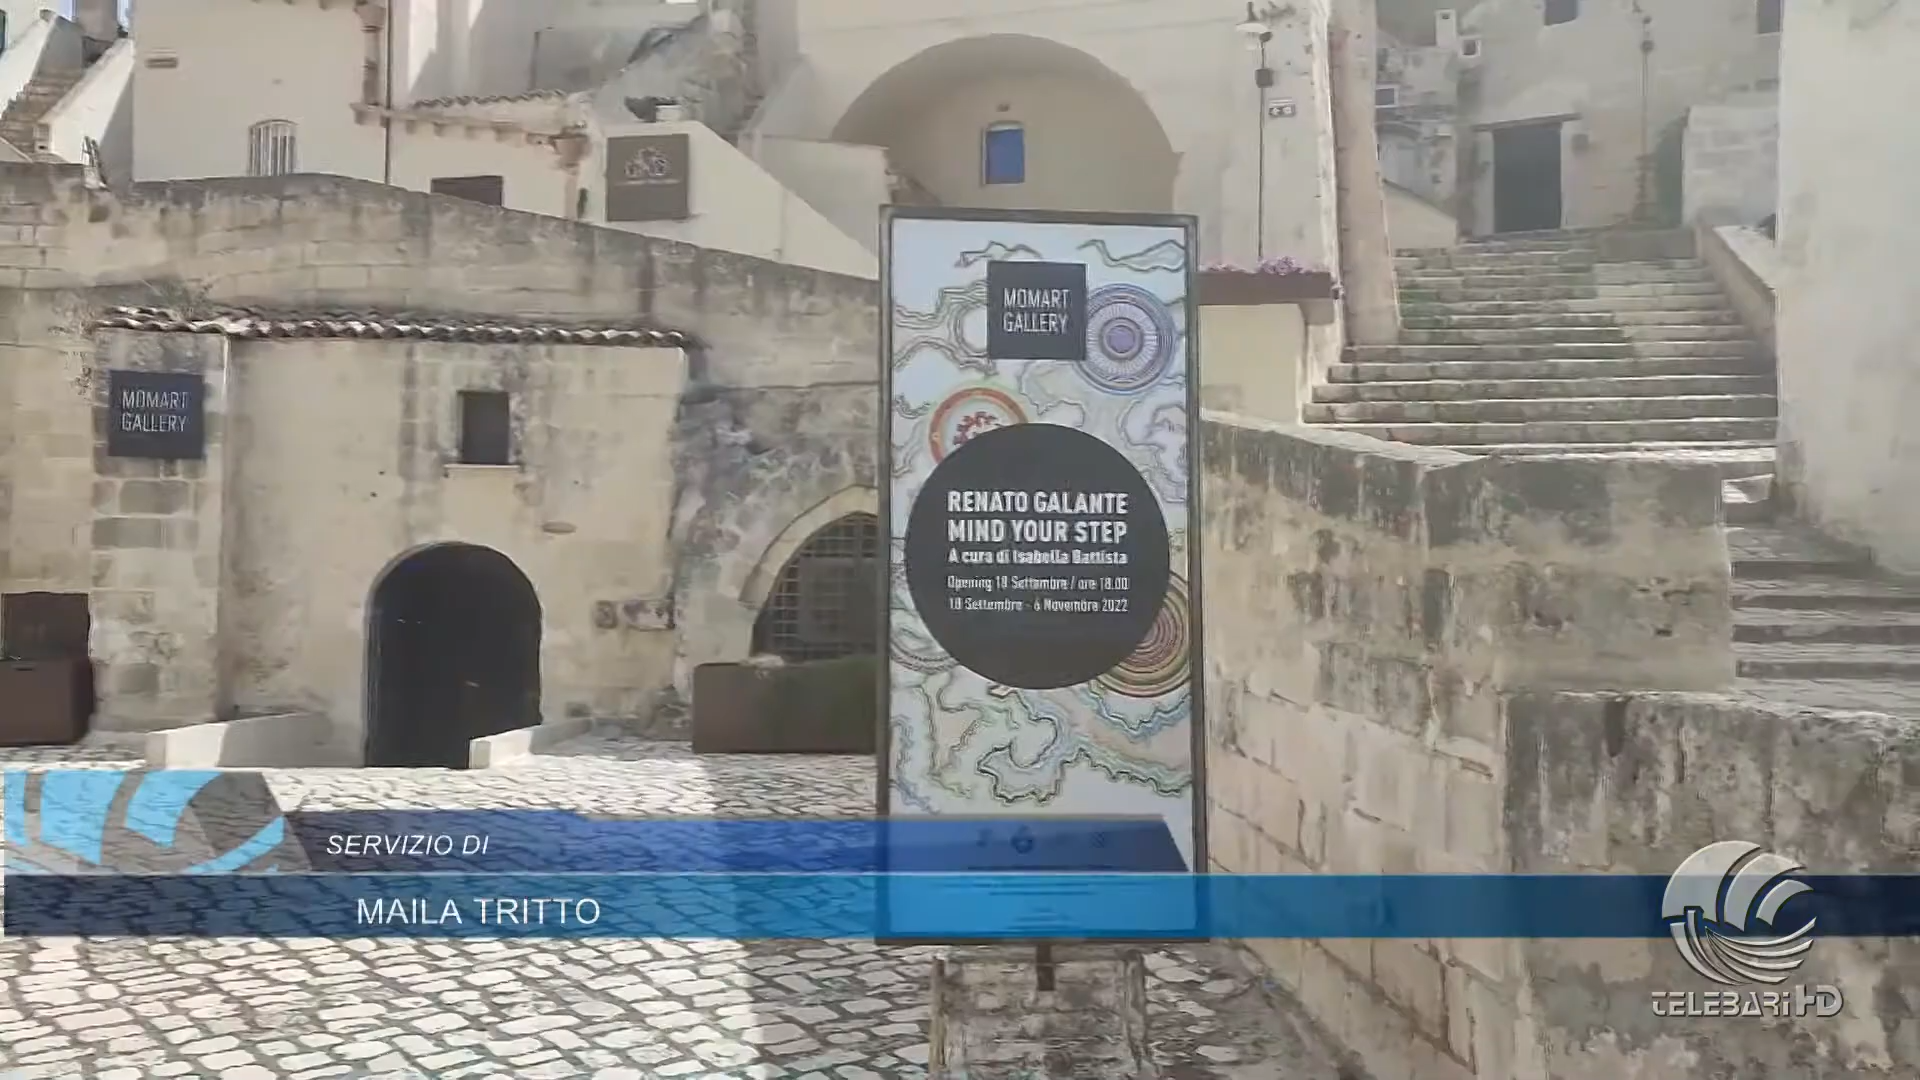 MOMART
GALLERY
MOMART
GALLERY
RENATO GALANTE
MIND YOUR STEP
A cura di Isabella Battista
Opening 18 Settembre / ore 18.00
18 Settembre - 6 Novembre 2022
SERVIZIO DI
MAILA TRITTO
TELEBARI HD